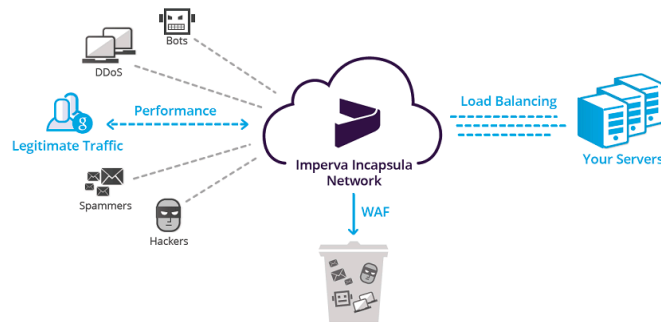 Bots
DDoS
Performance
Load Balancing
g
Legitimate Traffic
Imperva Incapsula
Network
Your Servers
Spammers
WAF
Hackers